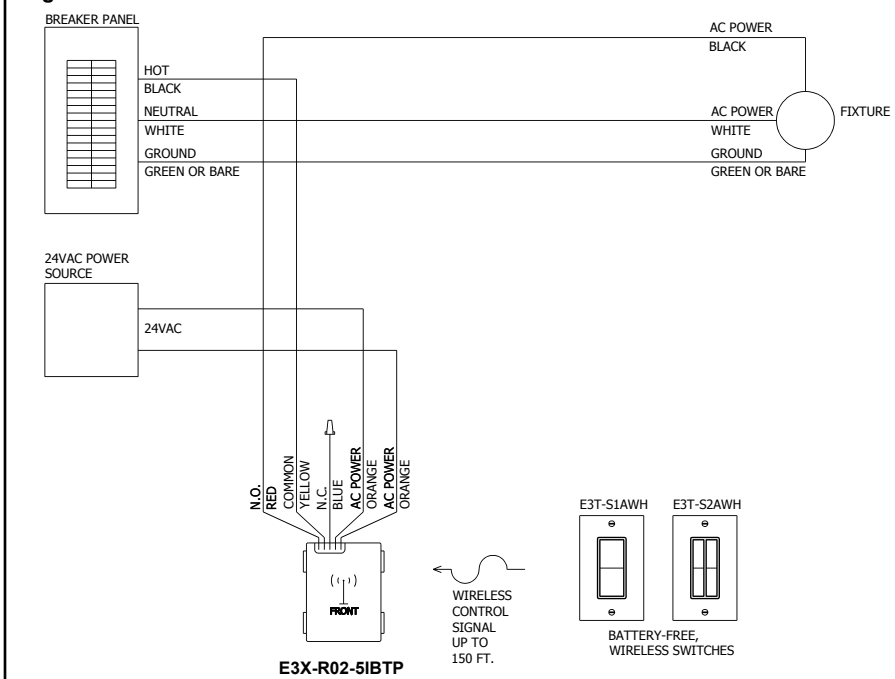 BREAKER PANEL
HOT
BLACK
NEUTRAL
WHITE
GROUND
GREEN OR BARE
AC POWER
BLACK
AC POWER
WHITE
FIXTURE
GROUND
GREEN OR BARE
24VAC POWER
SOURCE
24VAC
N.O.
RED
COMMON
YELLOW
N.C.
BLUE
AC POWER
ORANGE
AC POWER
ORANGE
FRONT
E3X-R02-5IBTP
WIRELESS
CONTROL
SIGNAL
UP TO
150 FT.
E3T-S1AWH
E3T-S2AWH
BATTERY-FREE,
WIRELESS SWITCHES